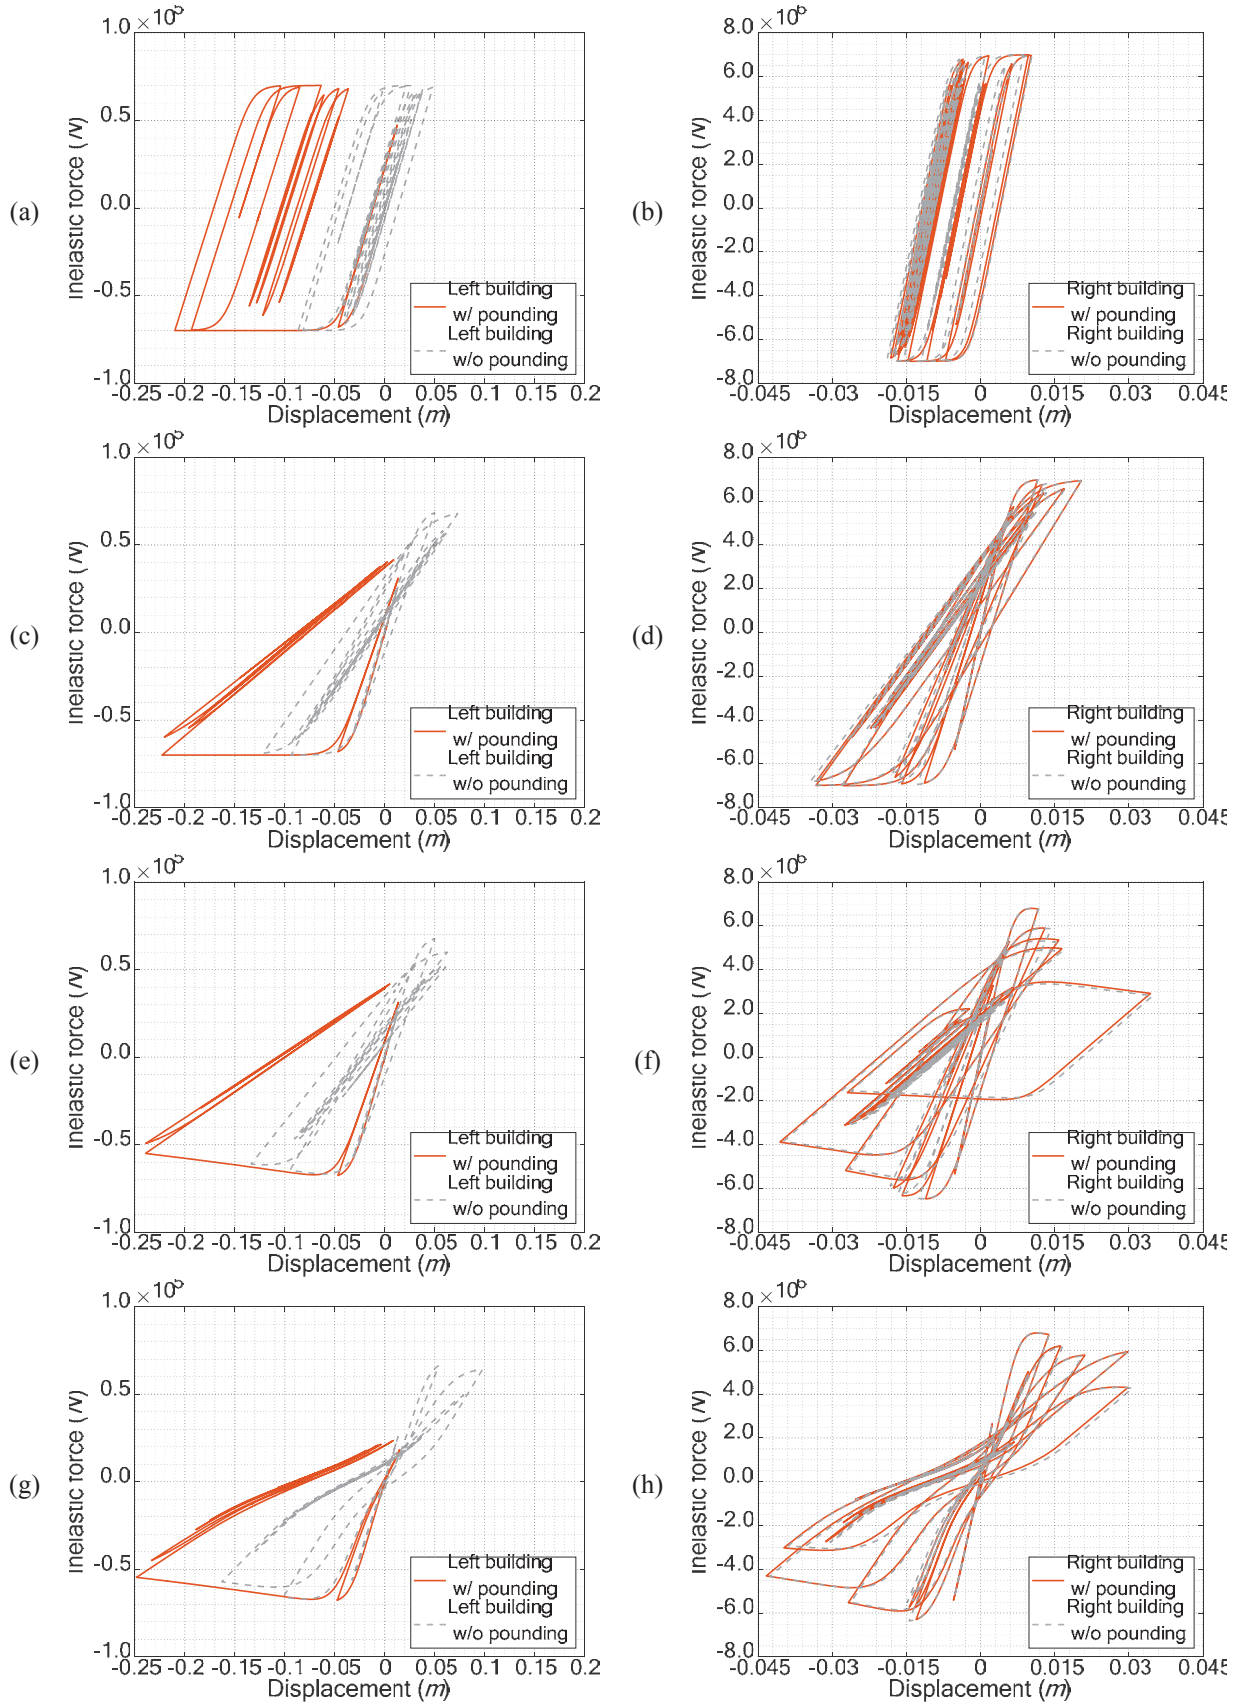 (a)
1.0 ×10⁵
0.5
0.0
-0.5
-1.0
Inelastic force (N)
-0.25 -0.2 -0.15 -0.1 -0.05 0 0.05 0.1 0.15 0.2
Displacement (m)
Left building
w/ pounding
Left building
w/o pounding
(b)
8.0 ×10⁶
6.0
4.0
2.0
0.0
-2.0
-4.0
-6.0
-8.0
Inelastic force (N)
-0.045 -0.03 -0.015 0 0.015 0.03 0.045
Displacement (m)
Right building
w/ pounding
Right building
w/o pounding
(c)
1.0 ×10⁵
0.5
0.0
-0.5
-1.0
Inelastic force (N)
-0.25 -0.2 -0.15 -0.1 -0.05 0 0.05 0.1 0.15 0.2
Displacement (m)
Left building
w/ pounding
Left building
w/o pounding
(d)
8.0 ×10⁶
6.0
4.0
2.0
0.0
-2.0
-4.0
-6.0
-8.0
Inelastic force (N)
-0.045 -0.03 -0.015 0 0.015 0.03 0.045
Displacement (m)
Right building
w/ pounding
Right building
w/o pounding
(e)
1.0 ×10⁵
0.5
0.0
-0.5
-1.0
Inelastic force (N)
-0.25 -0.2 -0.15 -0.1 -0.05 0 0.05 0.1 0.15 0.2
Displacement (m)
Left building
w/ pounding
Left building
w/o pounding
(f)
8.0 ×10⁶
6.0
4.0
2.0
0.0
-2.0
-4.0
-6.0
-8.0
Inelastic force (N)
-0.045 -0.03 -0.015 0 0.015 0.03 0.045
Displacement (m)
Right building
w/ pounding
Right building
w/o pounding
(g)
1.0 ×10⁵
0.5
0.0
-0.5
-1.0
Inelastic force (N)
-0.25 -0.2 -0.15 -0.1 -0.05 0 0.05 0.1 0.15 0.2
Displacement (m)
Left building
w/ pounding
Left building
w/o pounding
(h)
8.0 ×10⁶
6.0
4.0
2.0
0.0
-2.0
-4.0
-6.0
-8.0
Inelastic force (N)
-0.045 -0.03 -0.015 0 0.015 0.03 0.045
Displacement (m)
Right building
w/ pounding
Right building
w/o pounding